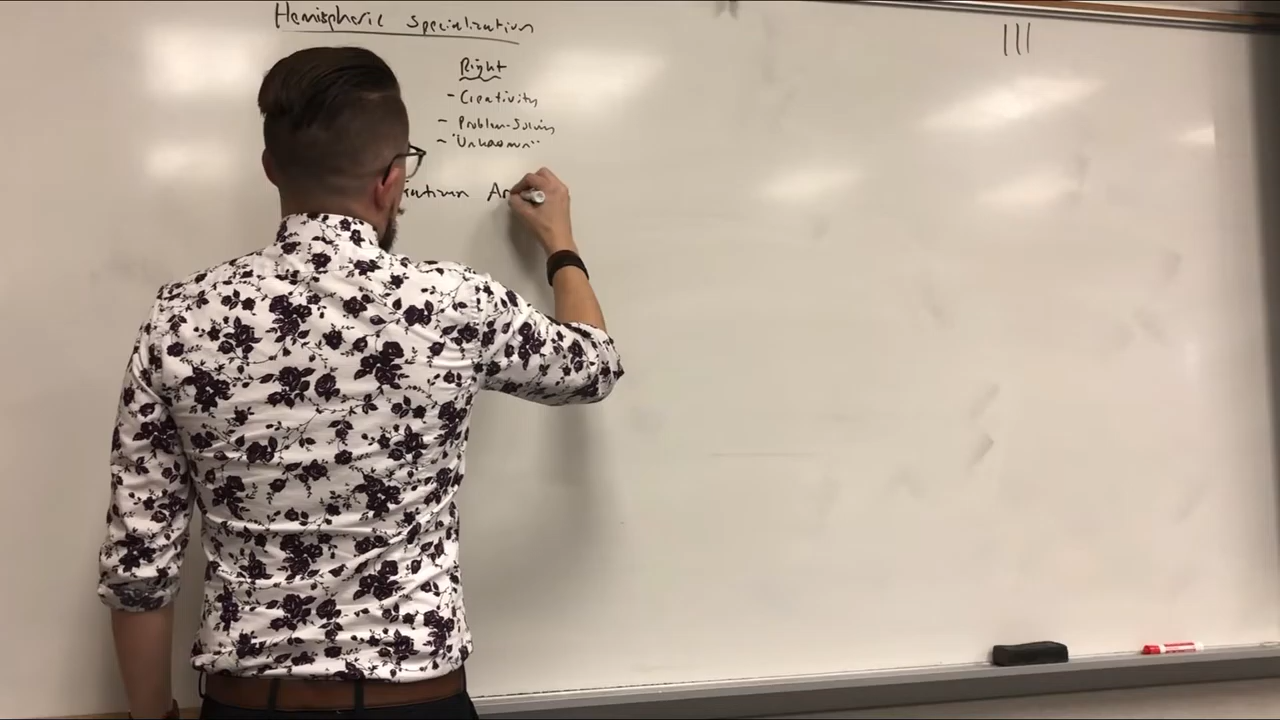 Hemispheric Specialization
|||
Right
- Creativity
- Problem-Solving
- "Unknown"